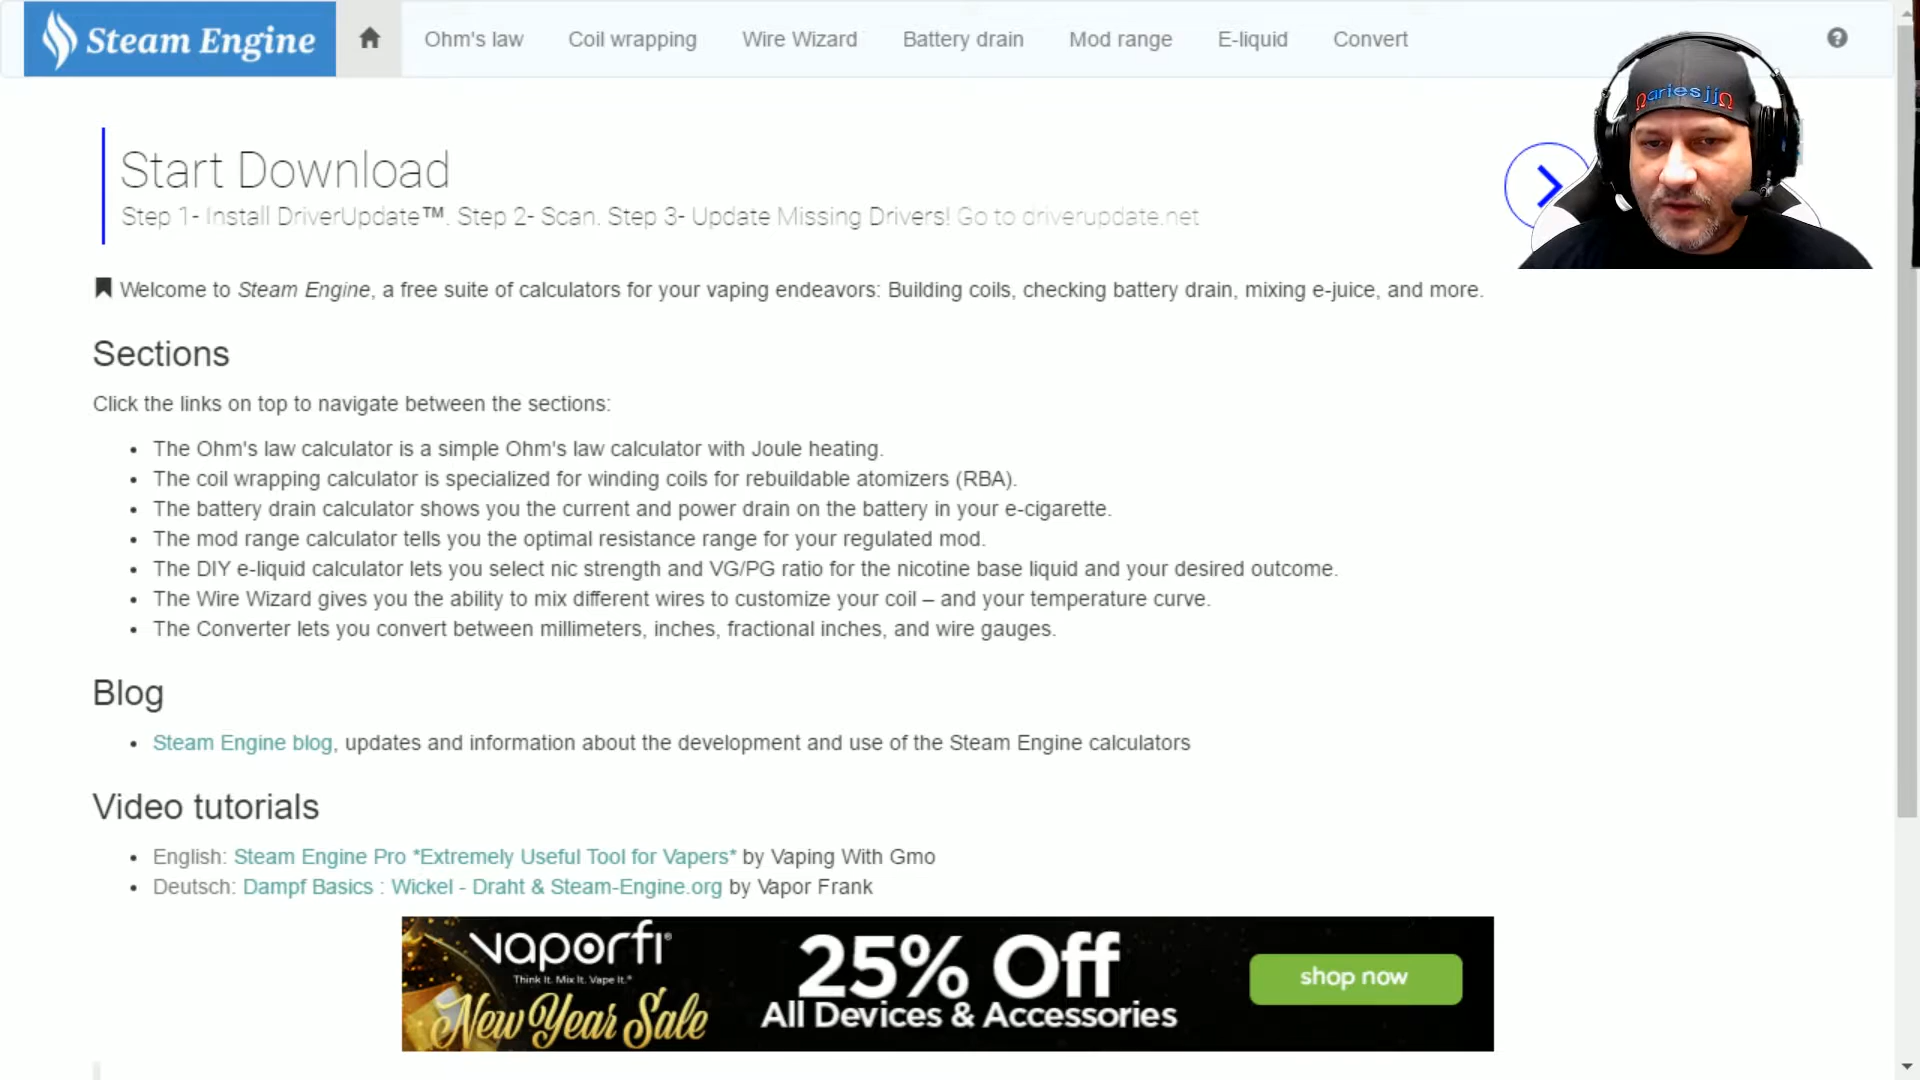 Steam Engine
Ohm's law
Coil wrapping
Wire Wizard
Battery drain
Mod range
E-liquid
Convert
ΩariesjjΩ
Start Download
Step 1- Install DriverUpdate™. Step 2- Scan. Step 3- Update Missing Drivers! Go to driverupdate.net
Welcome to Steam Engine, a free suite of calculators for your vaping endeavors: Building coils, checking battery drain, mixing e-juice, and more.
Sections
Click the links on top to navigate between the sections:
The Ohm's law calculator is a simple Ohm's law calculator with Joule heating.
The coil wrapping calculator is specialized for winding coils for rebuildable atomizers (RBA).
The battery drain calculator shows you the current and power drain on the battery in your e-cigarette.
The mod range calculator tells you the optimal resistance range for your regulated mod.
The DIY e-liquid calculator lets you select nic strength and VG/PG ratio for the nicotine base liquid and your desired outcome.
The Wire Wizard gives you the ability to mix different wires to customize your coil – and your temperature curve.
The Converter lets you convert between millimeters, inches, fractional inches, and wire gauges.
Blog
Steam Engine blog, updates and information about the development and use of the Steam Engine calculators
Video tutorials
English: Steam Engine Pro *Extremely Useful Tool for Vapers* by Vaping With Gmo
Deutsch: Dampf Basics : Wickel - Draht & Steam-Engine.org by Vapor Frank
vaporfi®
Think It. Mix It. Vape It.®
New Year Sale
25% Off
All Devices & Accessories
shop now